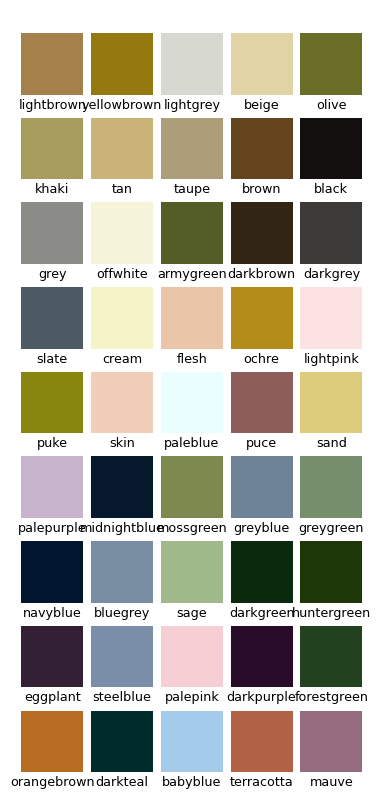 lightbrown yellowbrown lightgrey beige olive
khaki tan taupe brown black
grey offwhite armygreen darkbrown darkgrey
slate cream flesh ochre lightpink
puke skin paleblue puce sand
palepurple midnightblue mossgreen greyblue greygreen
navyblue bluegrey sage darkgreen huntergreen
eggplant steelblue palepink darkpurple forestgreen
orangebrown darkteal babyblue terracotta mauve